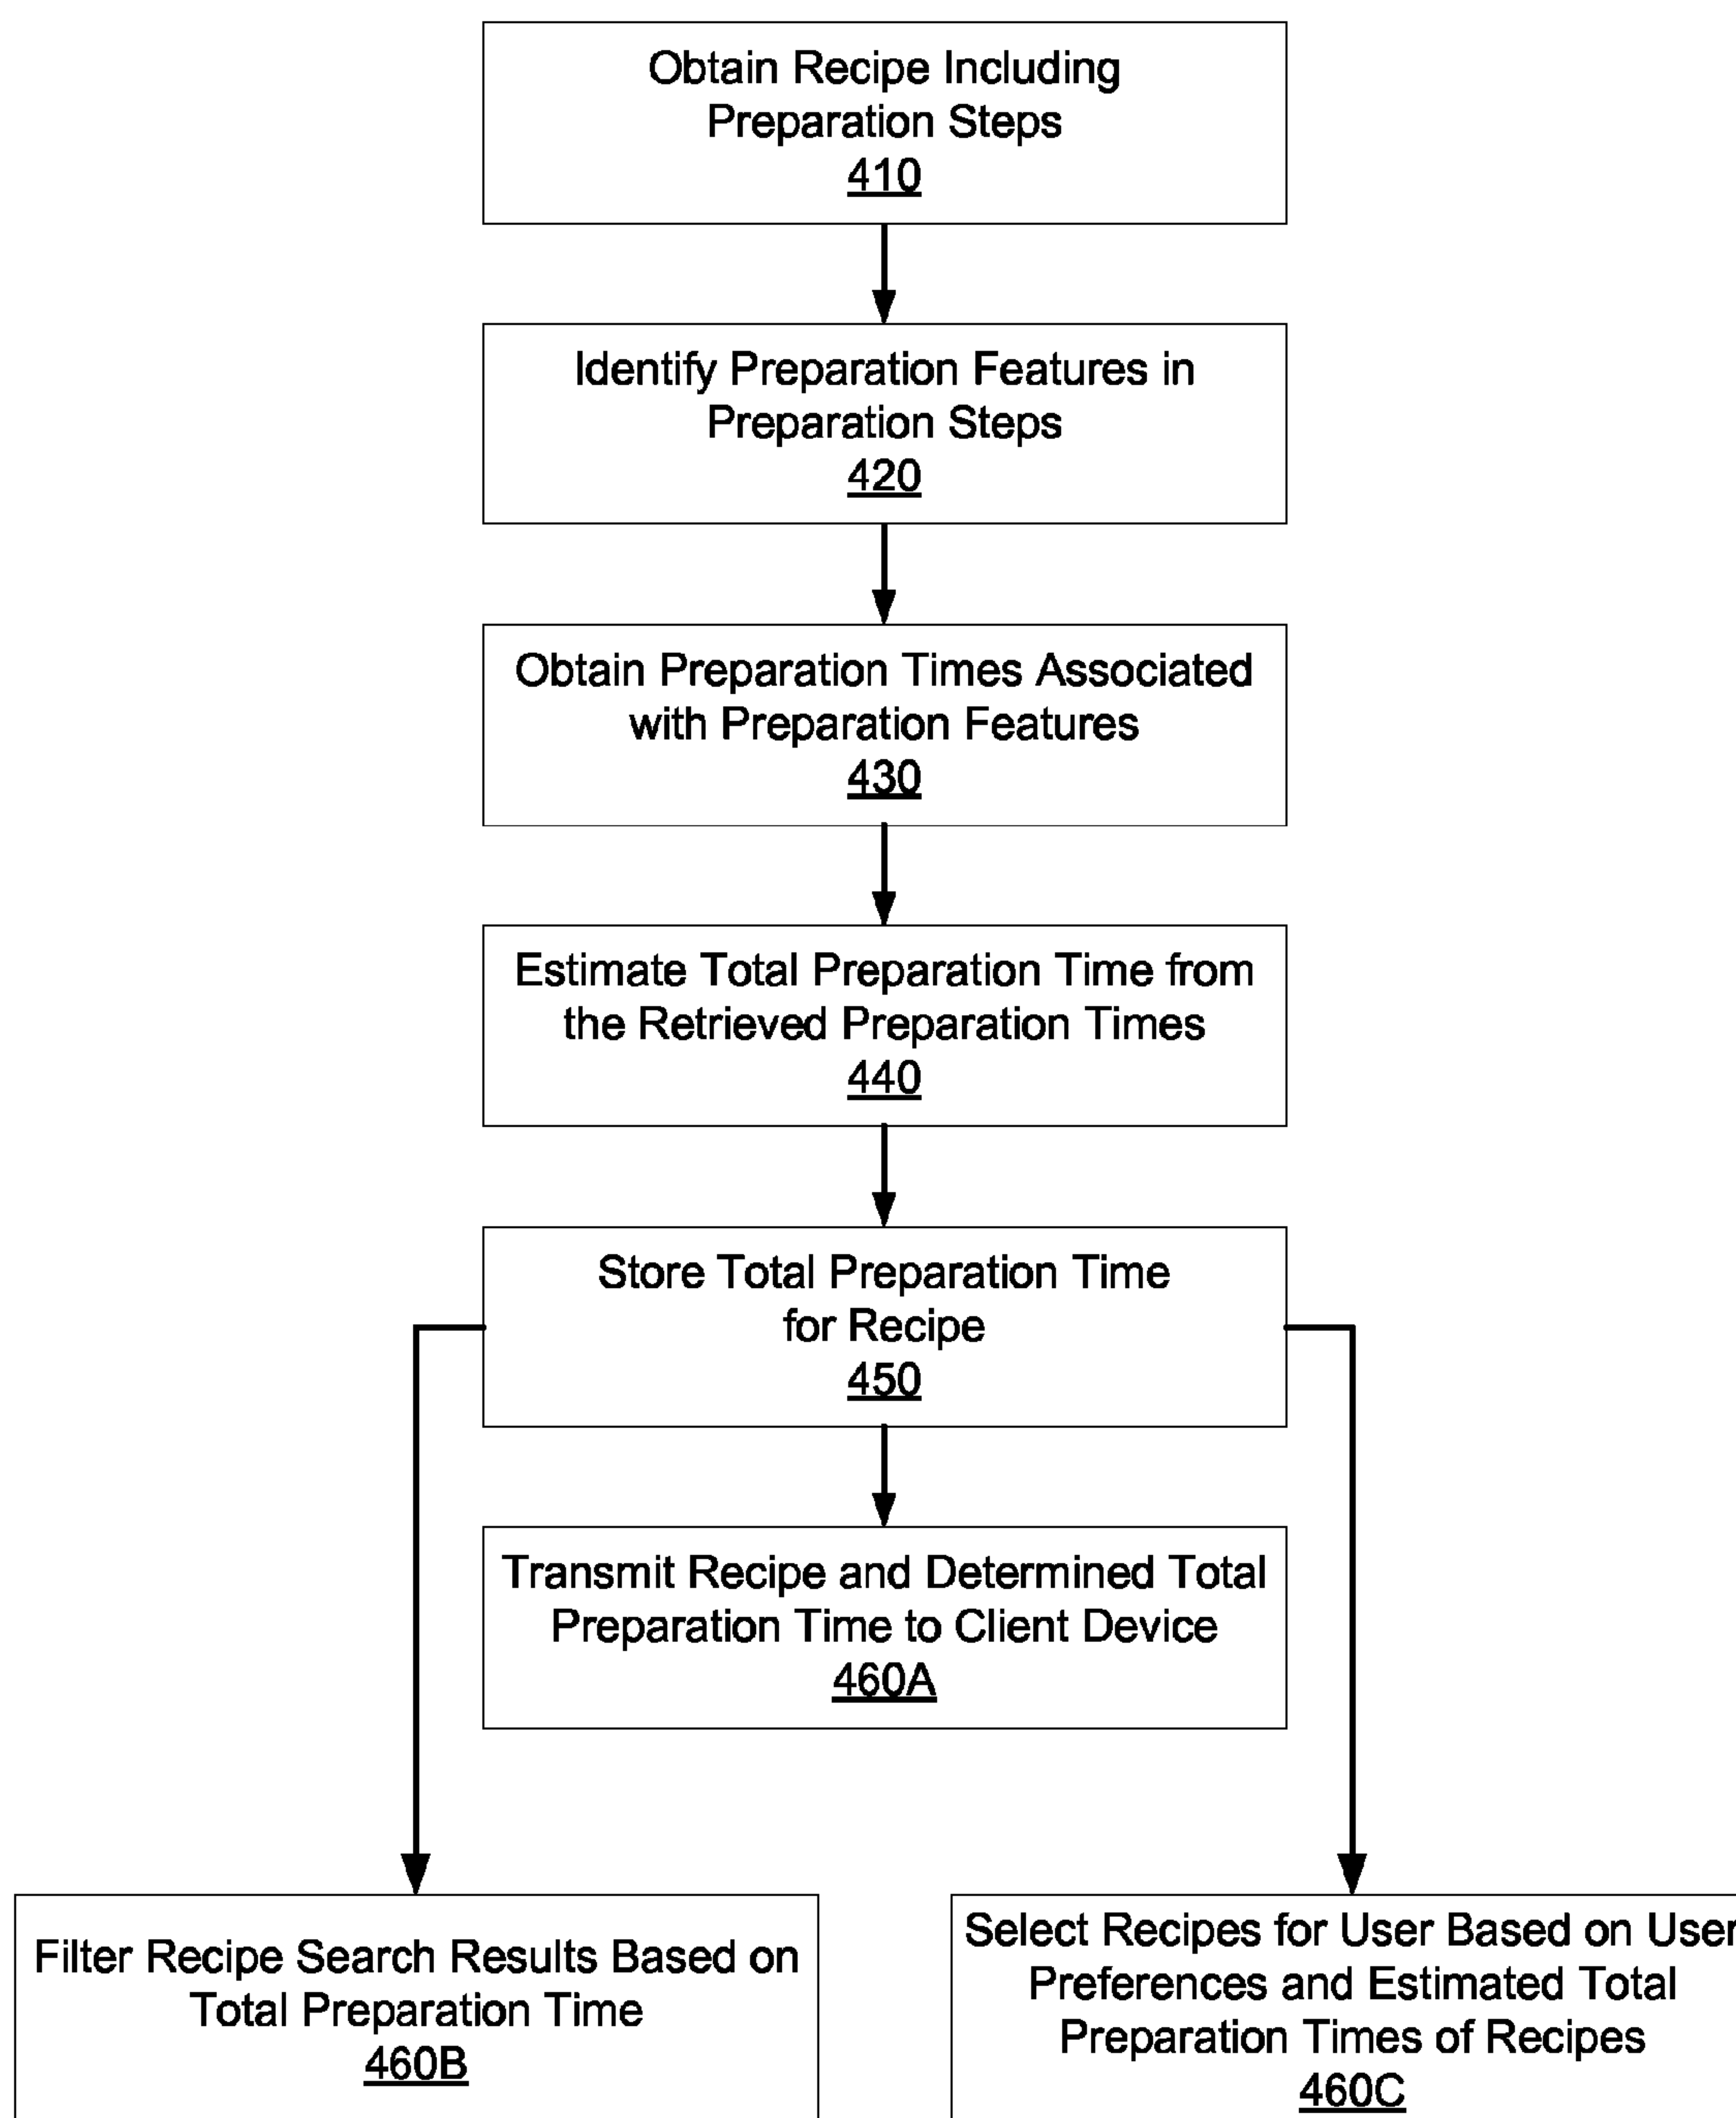 Obtain Recipe Including
Preparation Steps
410
Identify Preparation Features in
Preparation Steps
420
Obtain Preparation Times Associated
with Preparation Features
430
Estimate Total Preparation Time from
the Retrieved Preparation Times
440
Store Total Preparation Time
for Recipe
450
Transmit Recipe and Determined Total
Preparation Time to Client Device
460A
Filter Recipe Search Results Based on
Total Preparation Time
460B
Select Recipes for User Based on User
Preferences and Estimated Total
Preparation Times of Recipes
460C